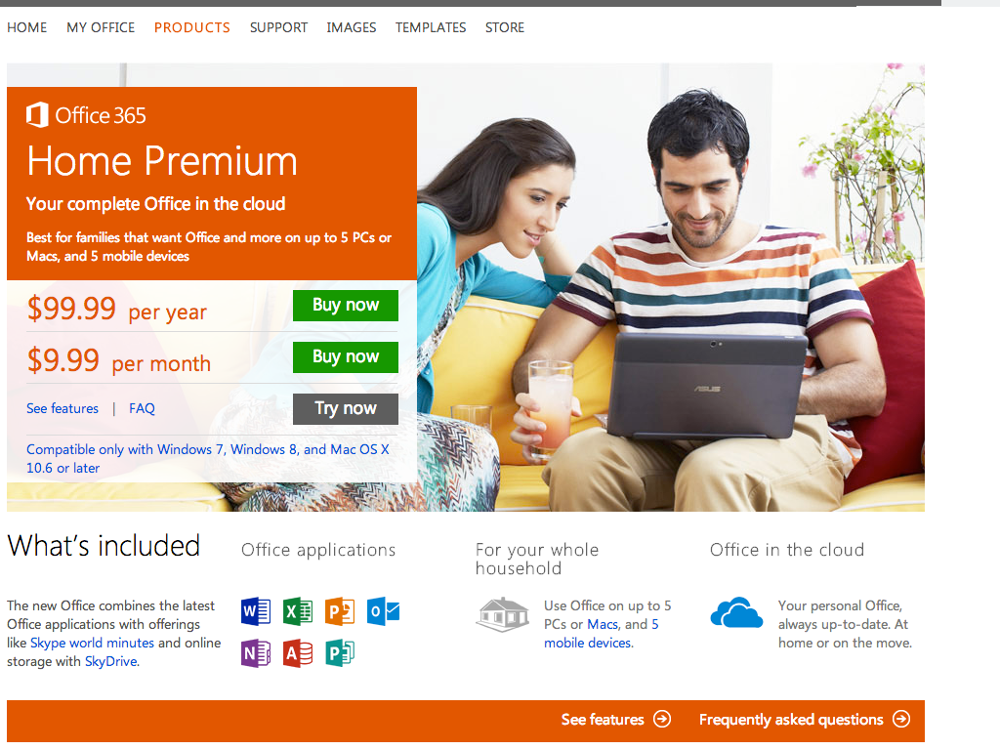 HOME MY OFFICE PRODUCTS SUPPORT IMAGES TEMPLATES STORE
Office 365
Home Premium
Your complete Office in the cloud
Best for families that want Office and more on up to 5 PCs or
Macs, and 5 mobile devices
$99.99 per year
Buy now
$9.99 per month
Buy now
See features | FAQ
Try now
Compatible only with Windows 7, Windows 8, and Mac OS X
10.6 or later
ASUS
What's included
The new Office combines the latest
Office applications with offerings
like Skype world minutes and online
storage with SkyDrive.
Office applications
W X P O
N A P
For your whole
household
Use Office on up to 5
PCs or Macs, and 5
mobile devices.
Office in the cloud
Your personal Office,
always up-to-date. At
home or on the move.
See features
Frequently asked questions